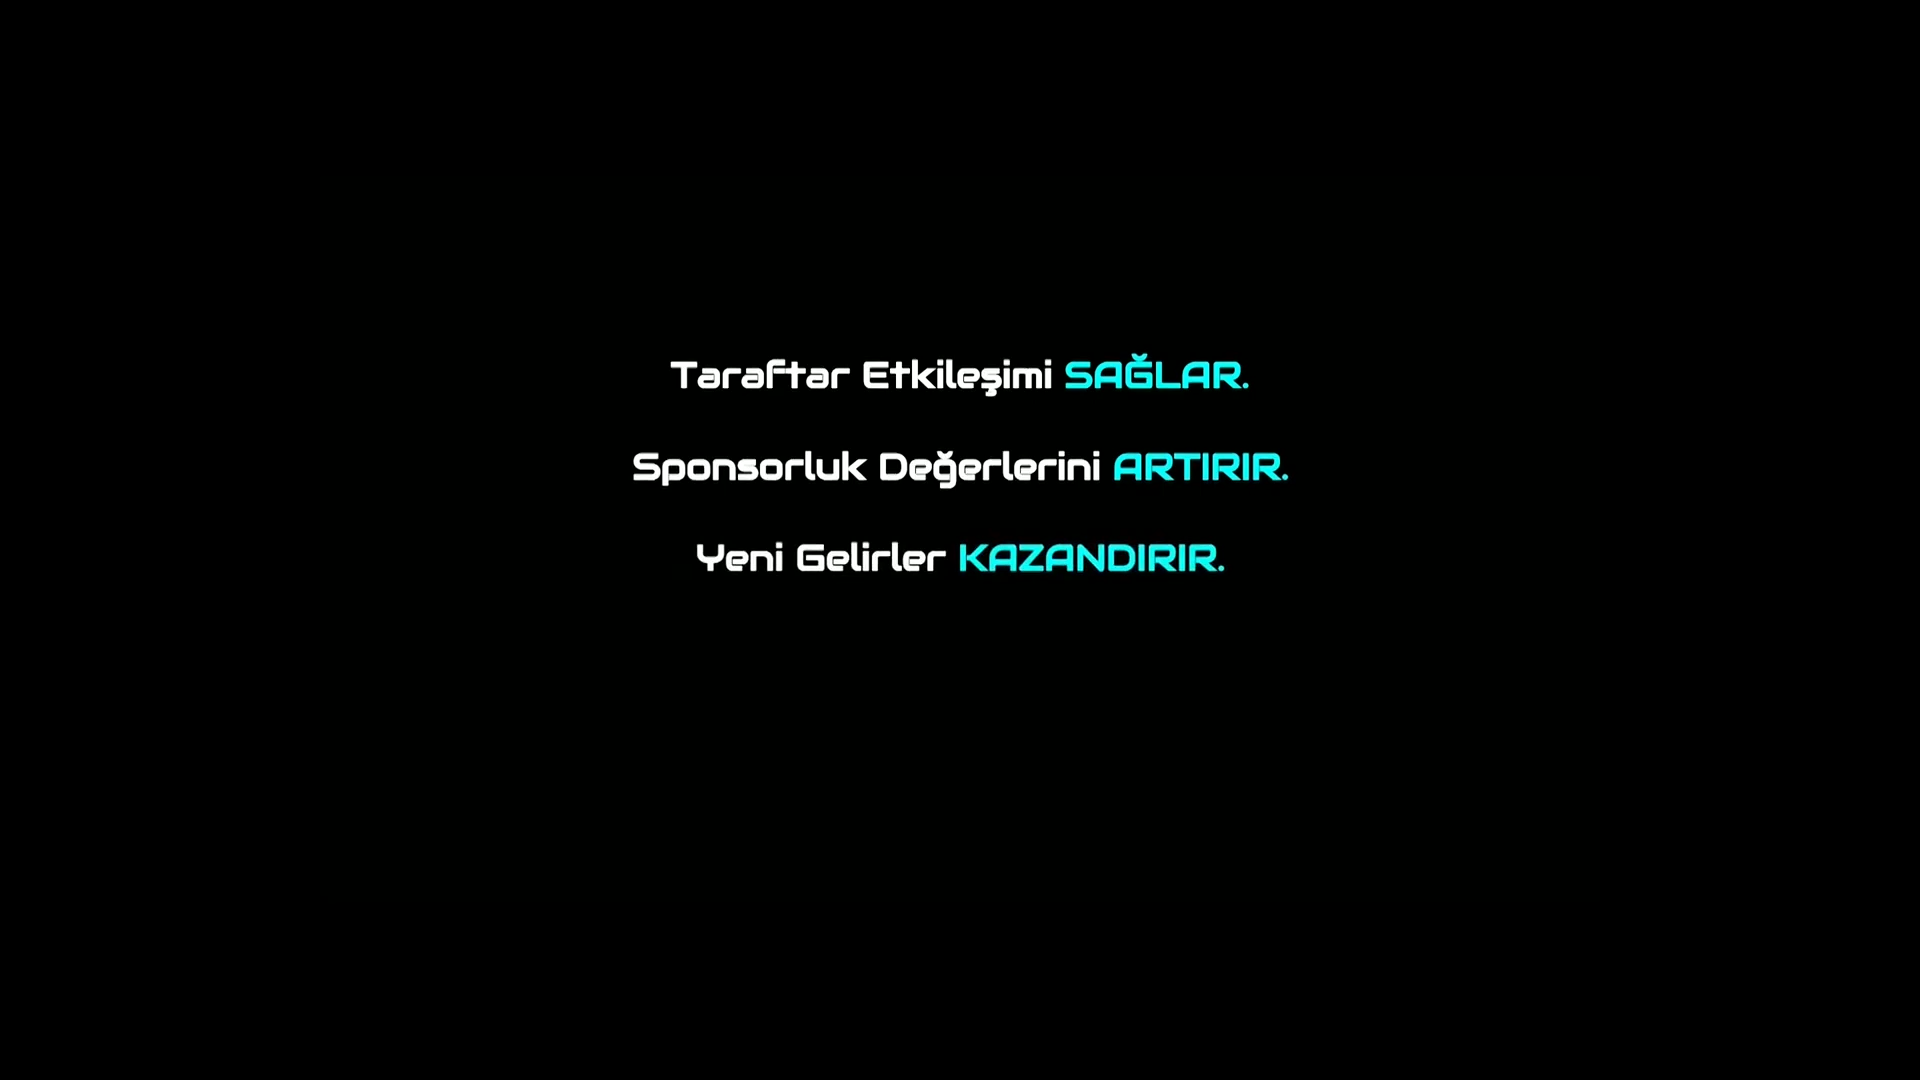 Taraftar Etkileşimi SAĞLAR.
Sponsorluk Değerlerini ARTIRIR.
Yeni Gelirler KAZANDIRIR.